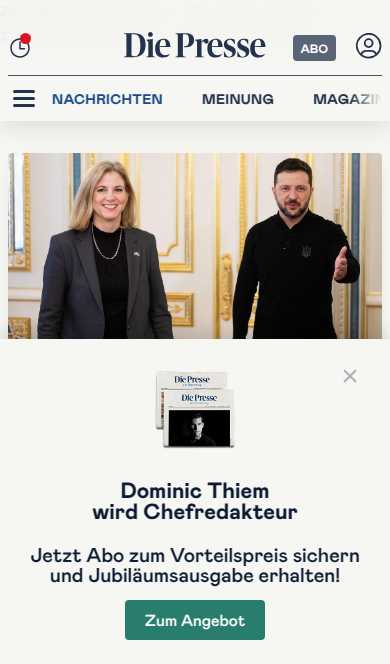 Die Presse
ABO
NACHRICHTEN
MEINUNG
MAGAZIN
Die Presse
Die Presse
Dominic Thiem
wird Chefredakteur
Jetzt Abo zum Vorteilspreis sichern
und Jubiläumsausgabe erhalten!
Zum Angebot